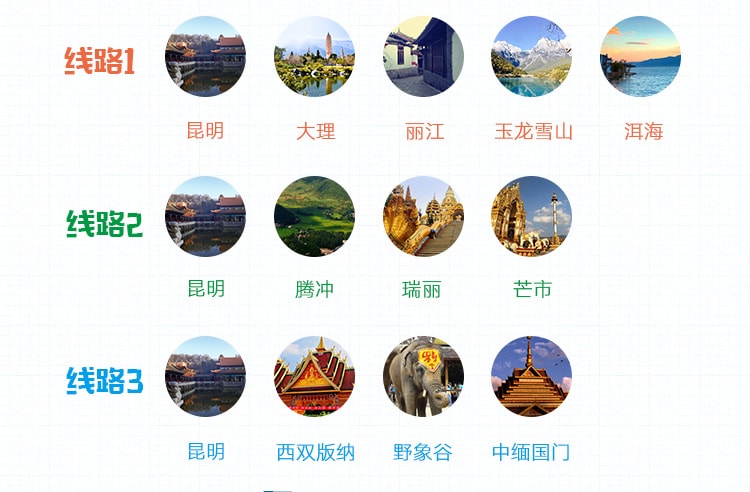 线路1
昆明 大理 丽江 玉龙雪山 洱海
线路2
昆明 腾冲 瑞丽 芒市
线路3
昆明 西双版纳 野象谷 中缅国门